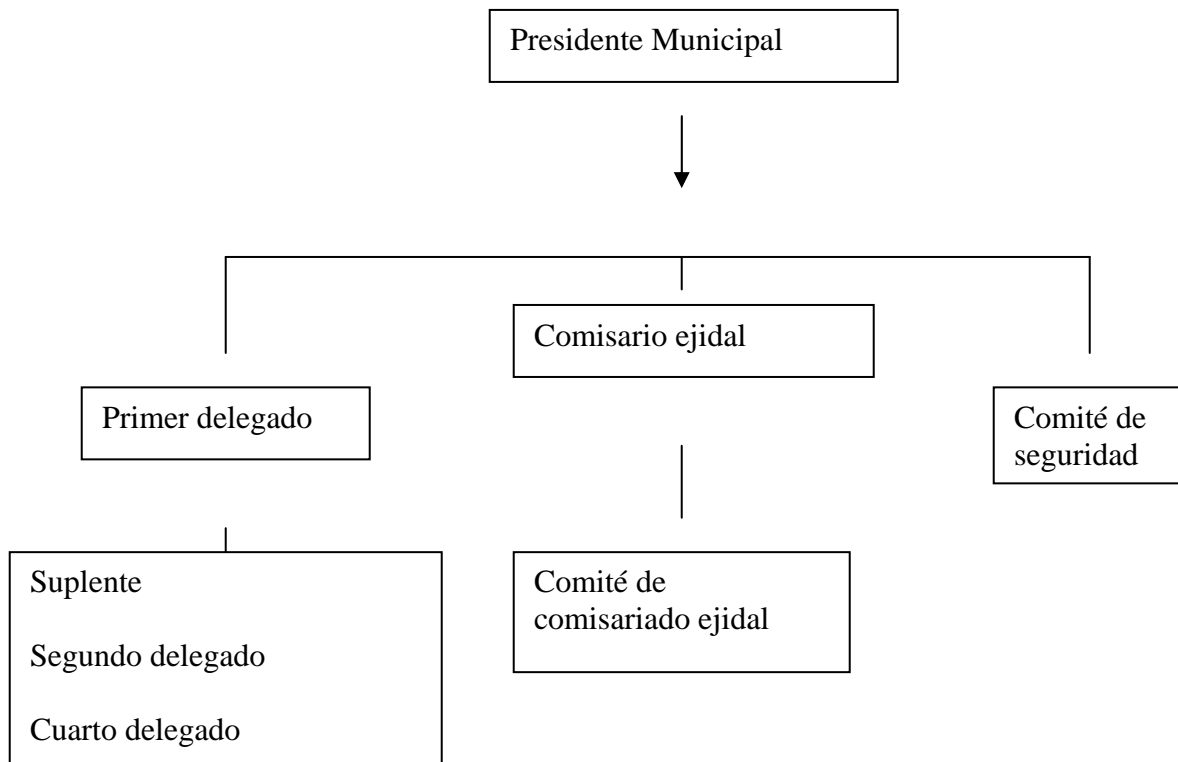 Presidente Municipal
Comisario ejidal
Primer delegado
Comité de
seguridad
Suplente
Segundo delegado
Cuarto delegado
Comité de
comisariado ejidal